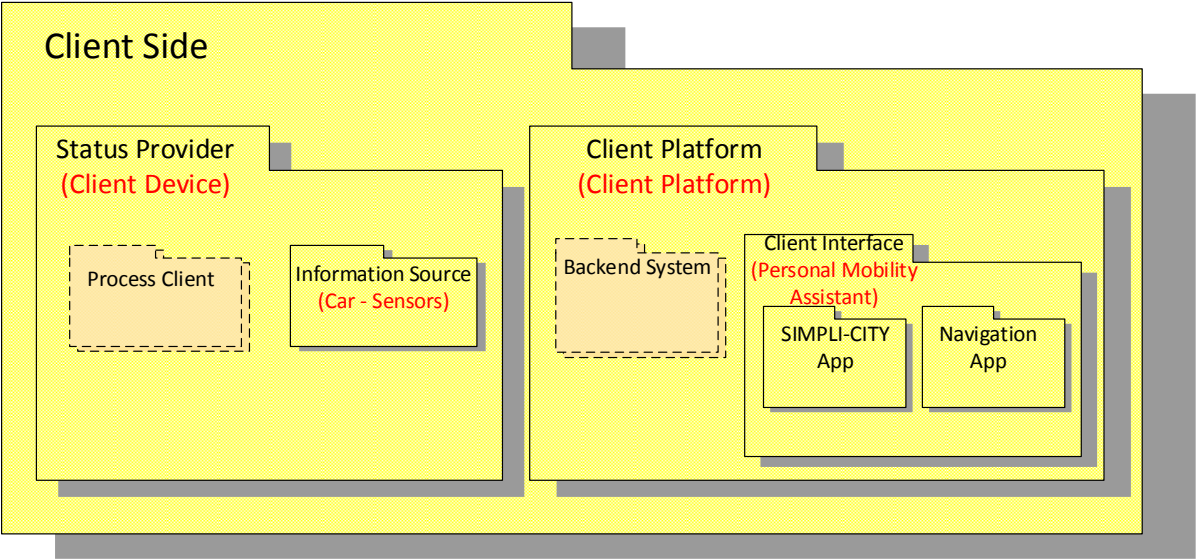 Client Side
Status Provider
(Client Device)
Process Client
Information Source
(Car - Sensors)
Client Platform
(Client Platform)
Backend System
Client Interface
(Personal Mobility
Assistant)
SIMPLI-CITY
App
Navigation
App